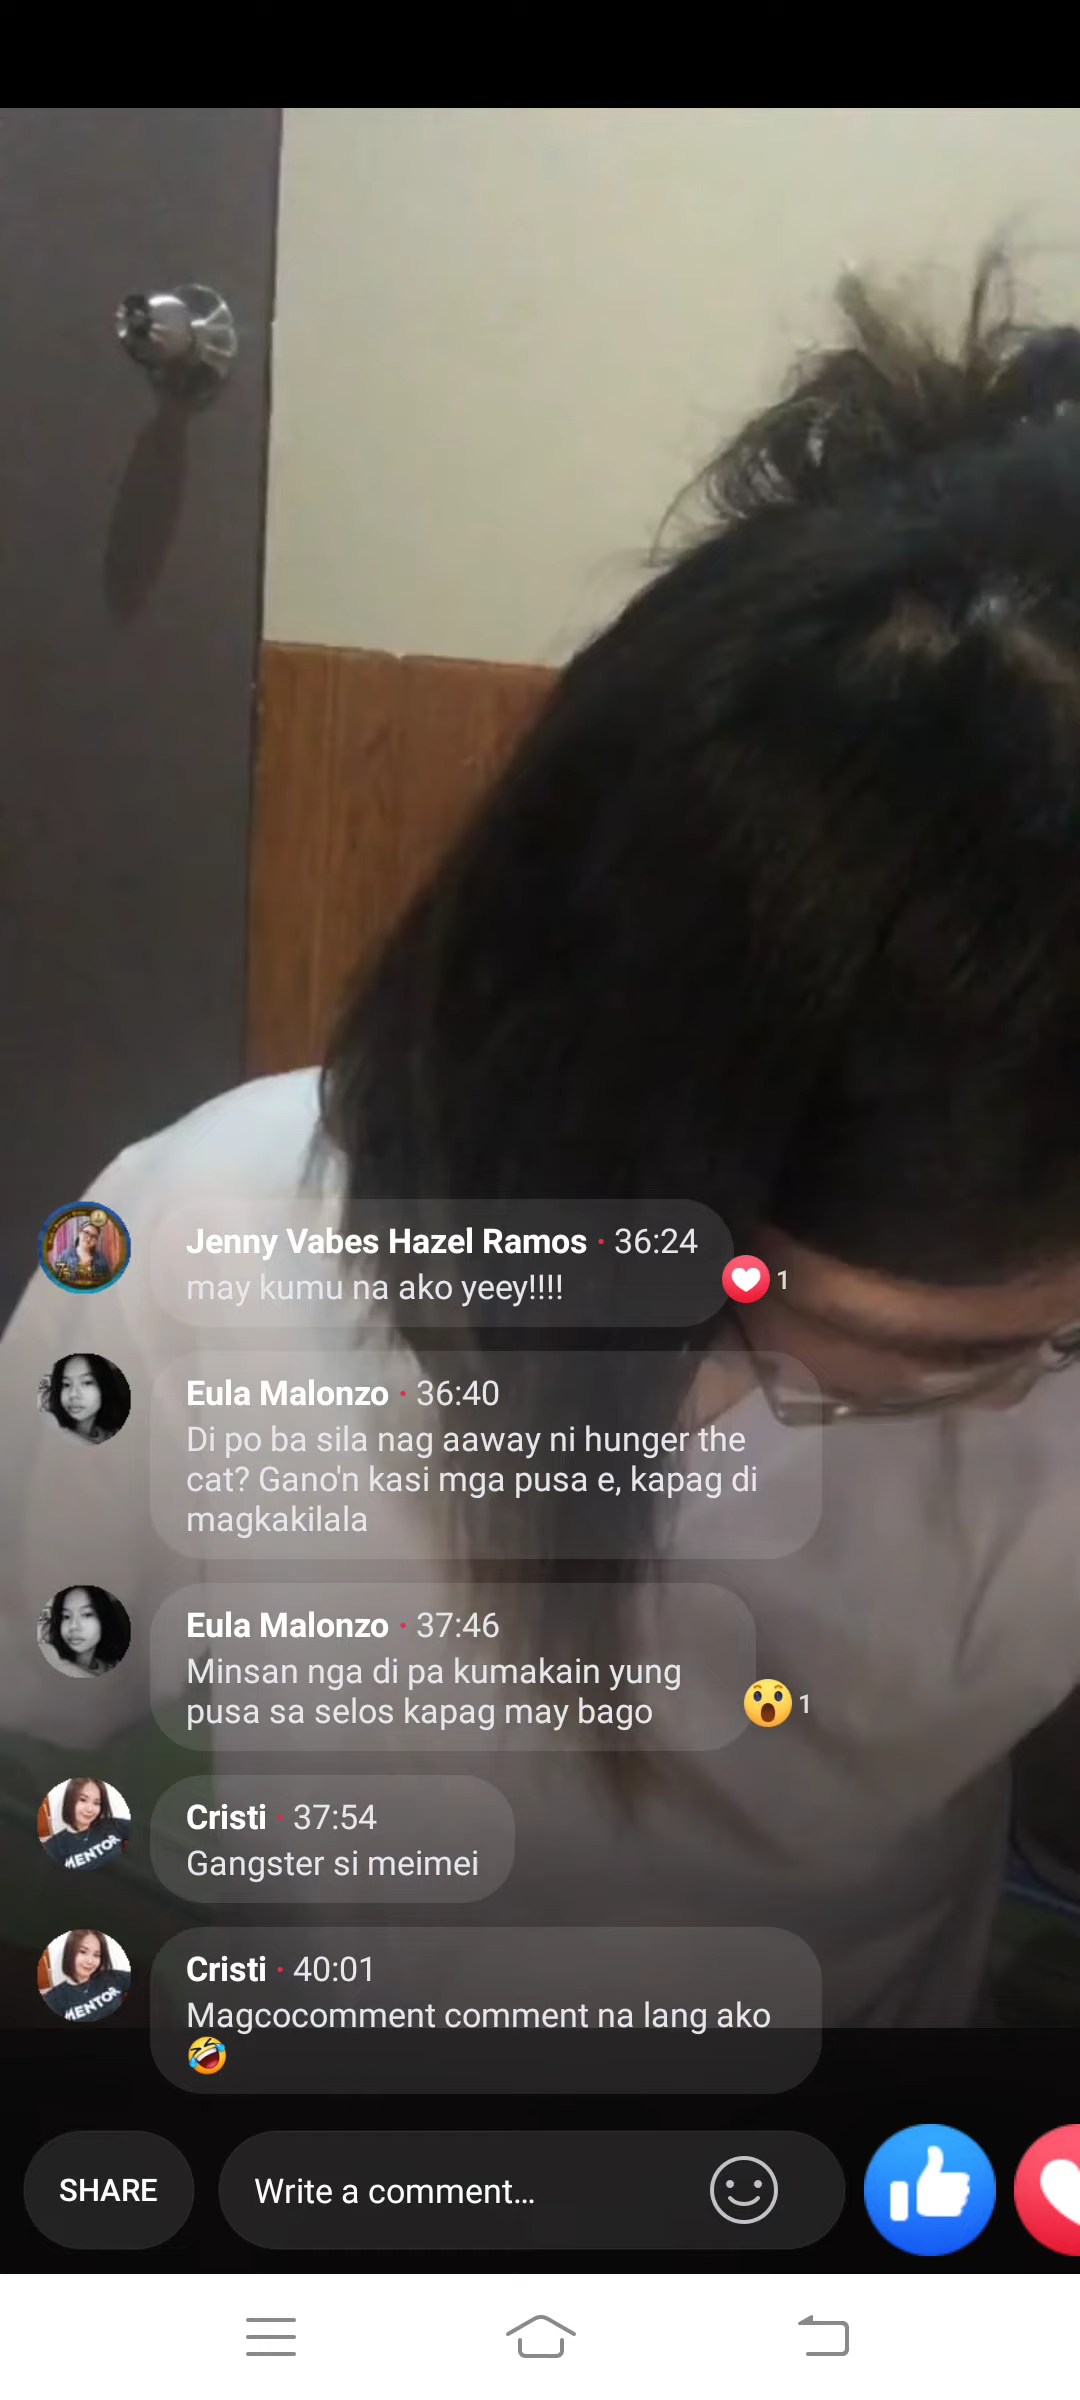 Jenny Vabes Hazel Ramos · 36:24
may kumu na ako yeey!!!!
1
Eula Malonzo · 36:40
Di po ba sila nag aaway ni hunger the
cat? Gano'n kasi mga pusa e, kapag di
magkakilala
Eula Malonzo · 37:46
Minsan nga di pa kumakain yung
pusa sa selos kapag may bago
1
MENTOR
Cristi · 37:54
Gangster si meimei
MENTOR
Cristi · 40:01
Magcocomment comment na lang ako
🤣
SHARE
Write a comment...